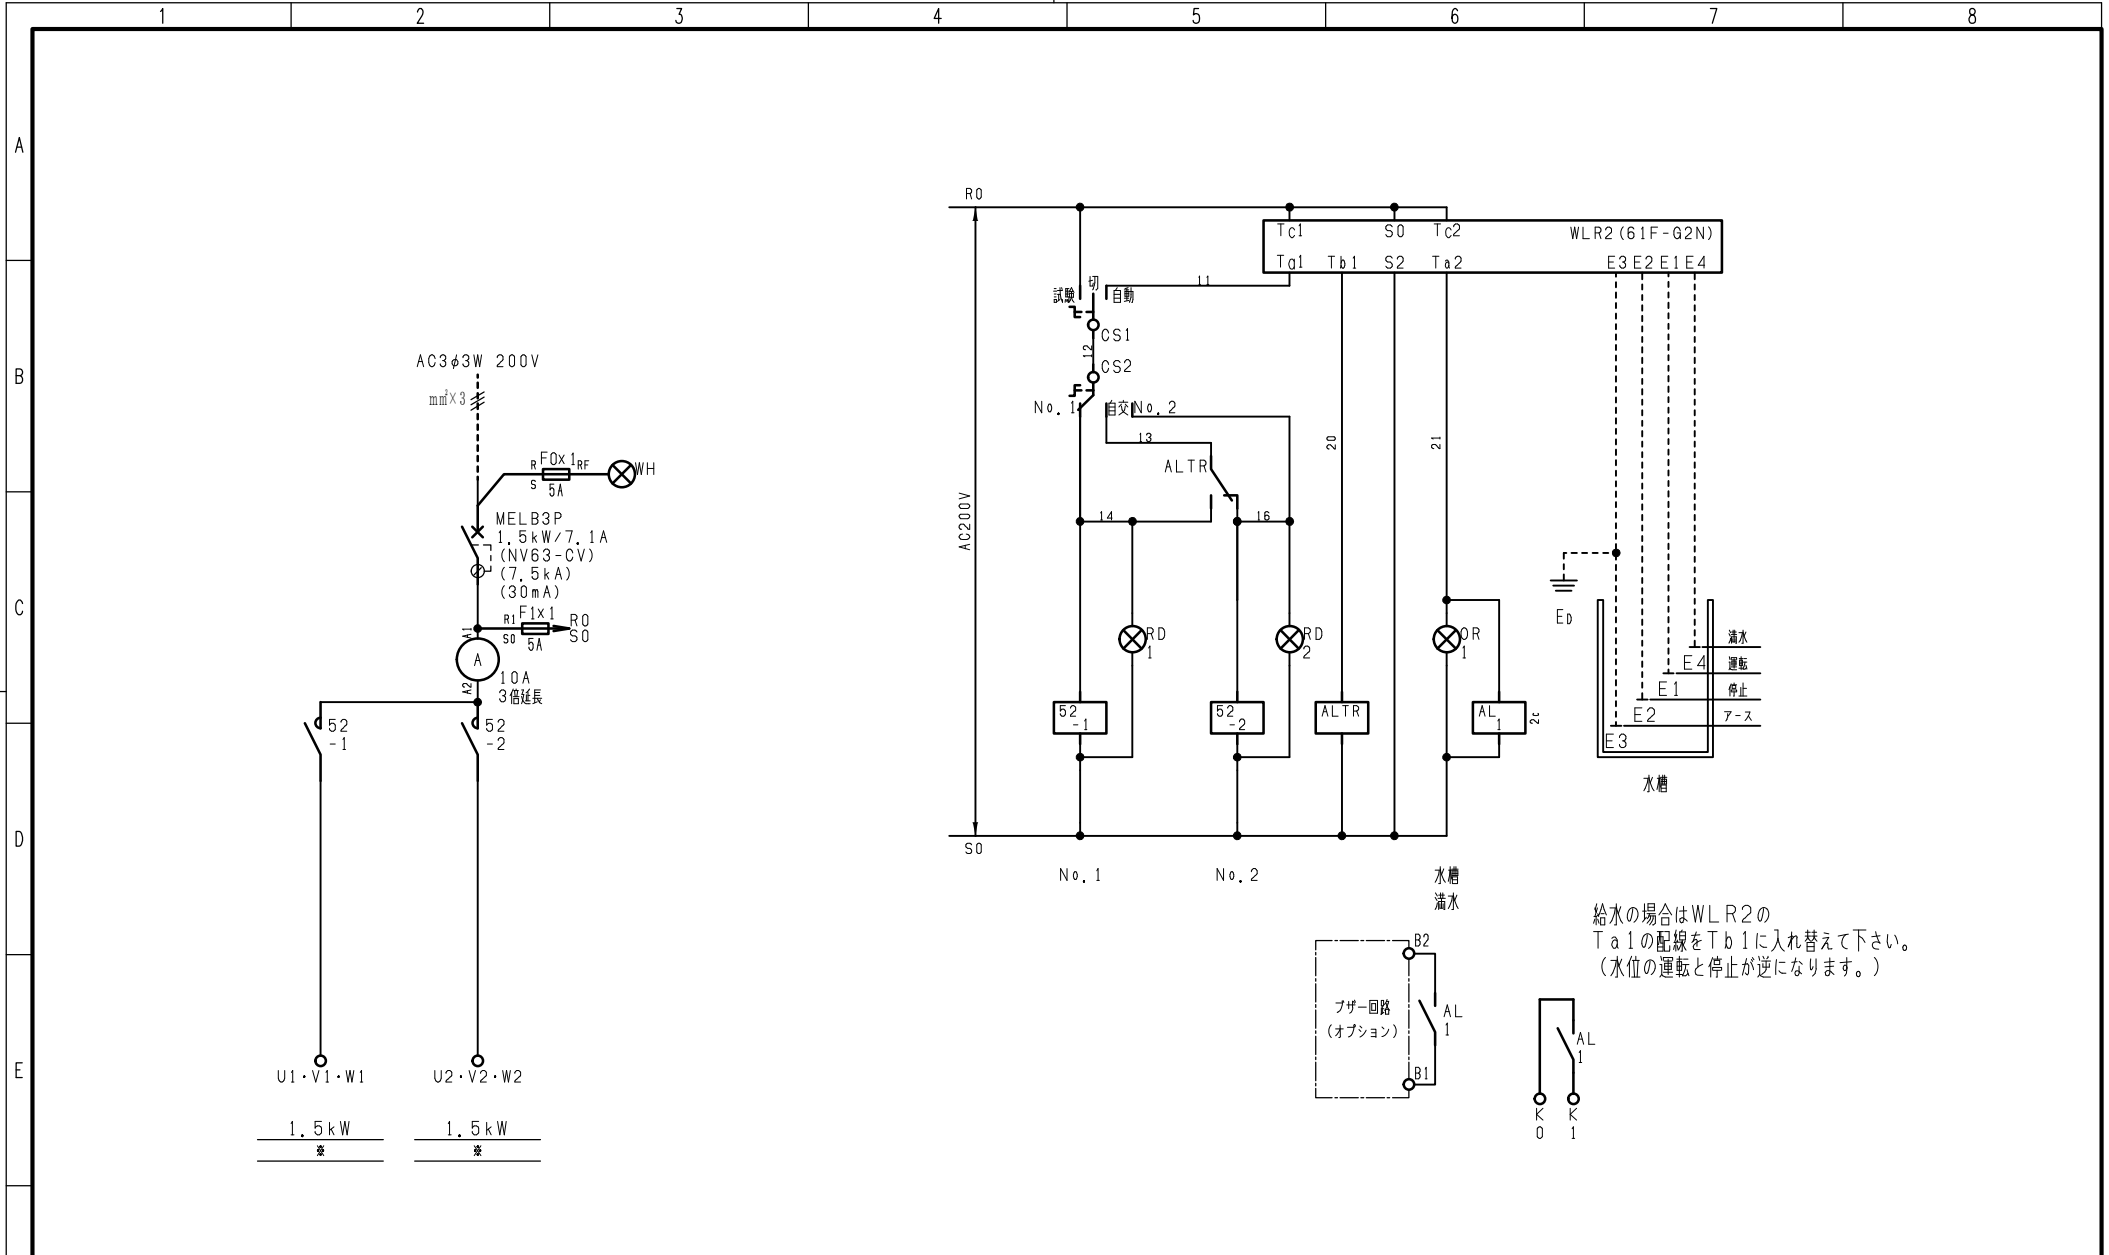 1 2 3 4 5 6 7 8
A
B
C
D
E
AC3φ3W 200V
mm²×3
R F0x1 RF
S 5A
WH
MELB3P
1.5kW/7.1A
(NV63-CV)
(7.5kA)
(30mA)
R1 F1x1 R0
S0 5A S0
A1
A
A2
10A
3倍延長
52
-1
52
-2
U1・V1・W1
U2・V2・W2
1.5kW
※
1.5kW
※
R0
AC200V
S0
Tc1 S0 Tc2 WLR2(61F-G2N)
Ta1 Tb1 S2 Ta2 E3 E2 E1 E4
試験 切 自動
11
CS1
12
CS2
No.1 自交 No.2
13
ALTR
14
16
20
21
RD
1
RD
2
OR
1
52
-1
52
-2
ALTR
AL
1
2c
ED
満水
E4 運転
E1 停止
E2 アース
E3
水槽
No.1
No.2
水槽
満水
給水の場合はWLR2の
Ta1の配線をTb1に入れ替えて下さい。
(水位の運転と停止が逆になります。)
ブザー回路
(オプション)
B2
AL
1
B1
AL
1
K
0
K
1